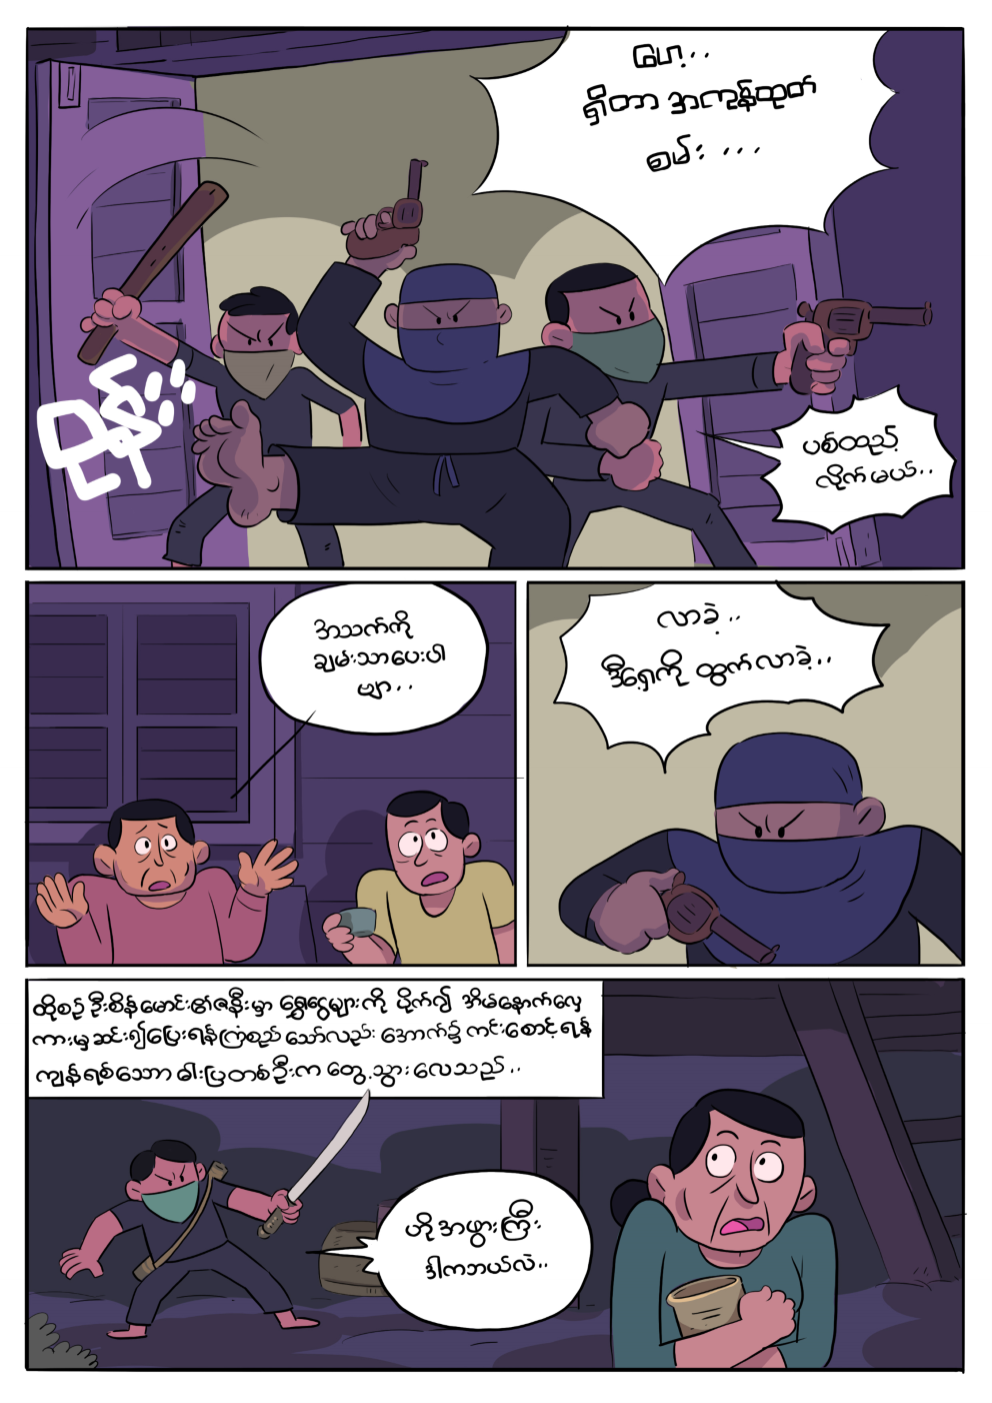 ဟေ့..
ရှိတာ အကုန်ထုတ်
စမ်း ...
ဝုန်း::
ပစ်ထည့်
လိုက်မယ်..
အသက်ကို
ချမ်းသာပေးပါ
ဗျာ..
လာခဲ့..
ဒီရှေ့ကို ထွက်လာခဲ့..
ထိုစဉ် ဦးစိန်မောင်း၏ဇနီးမှာ ရွှေငွေများကို ပိုက်၍ အိမ်နောက်လှေ
ကားမှဆင်း၍ပြေးရန်ကြံစည်သော်လည်း အောက်၌ ကင်းစောင့်ရန်
ကျန်ရစ်သော ဓါးပြတစ်ဦးက တွေ့သွားလေသည်..
ဟိုအဖွားကြီး
ဒါကဘယ်လဲ..